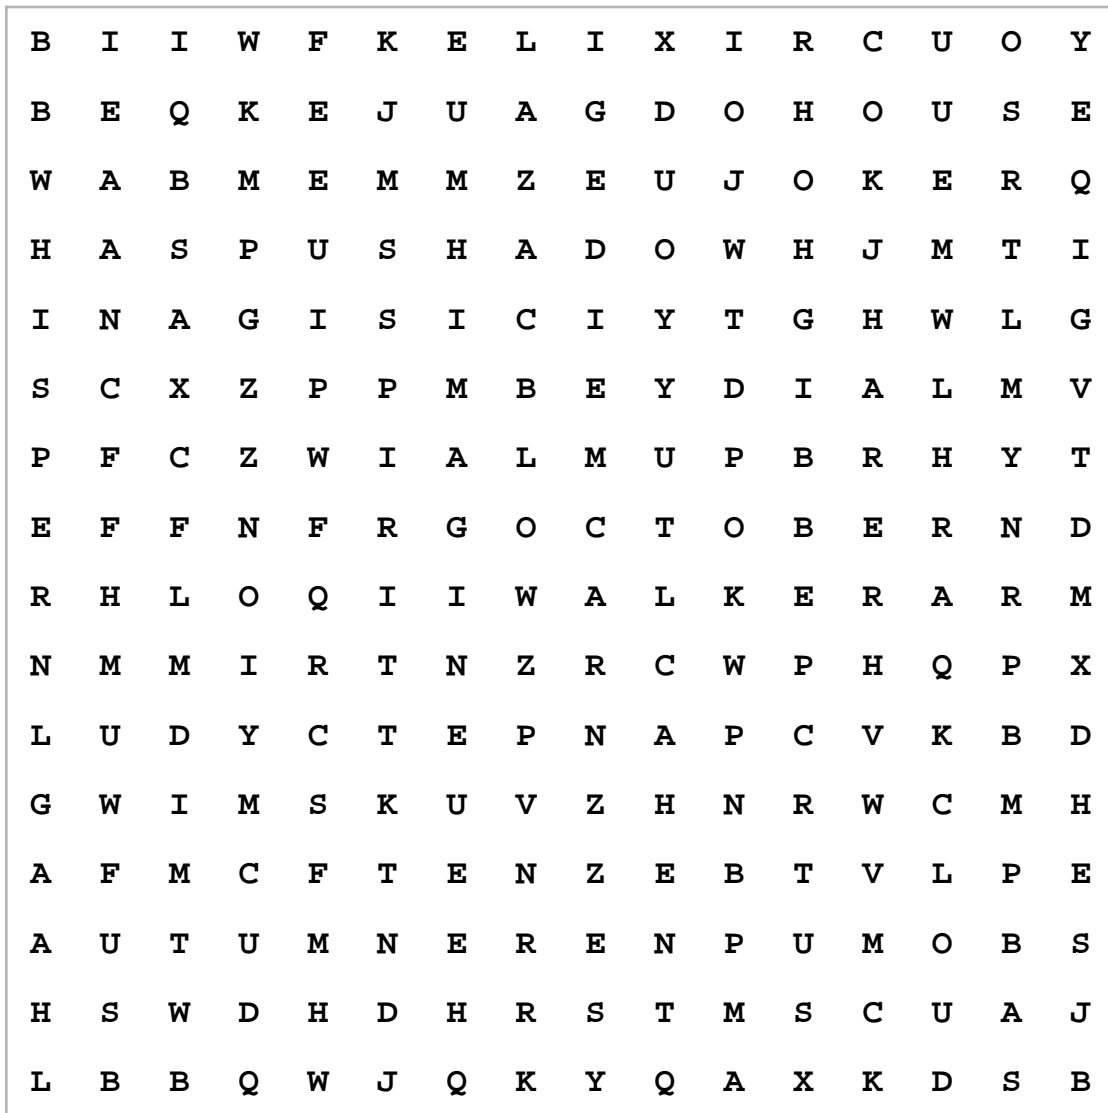 B I I W F K E L I X I R C U O Y
B E Q K E J U A G D O H O U S E
W A B M E M M Z E U J O K E R Q
H A S P U S H A D O W H J M T I
I N A G I S I C I Y T G H W L G
S C X Z P P M B E Y D I A L M V
P F C Z W I A L M U P B R H Y T
E F F N F R G O C T O B E R N D
R H L O Q I I W A L K E R A R M
N M M I R T N Z R C W P H Q P X
L U D Y C T E P N A P C V K B D
G W I M S K U V Z H N R W C M H
A F M C F T E N Z E B T V L P E
A U T U M N E R E N P U M O B S
H S W D H D H R S T M S C U A J
L B B Q W J Q K Y Q A X K D S B